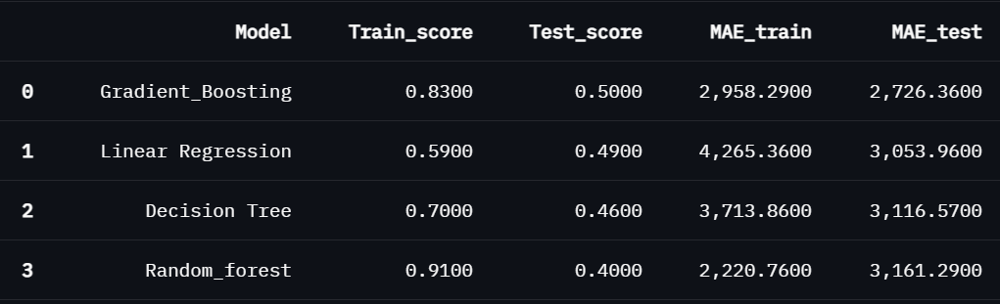 Model Train_score Test_score MAE_train MAE_test
0 Gradient_Boosting 0.8300 0.5000 2,958.2900 2,726.3600
1 Linear Regression 0.5900 0.4900 4,265.3600 3,053.9600
2 Decision Tree 0.7000 0.4600 3,713.8600 3,116.5700
3 Random_forest 0.9100 0.4000 2,220.7600 3,161.2900